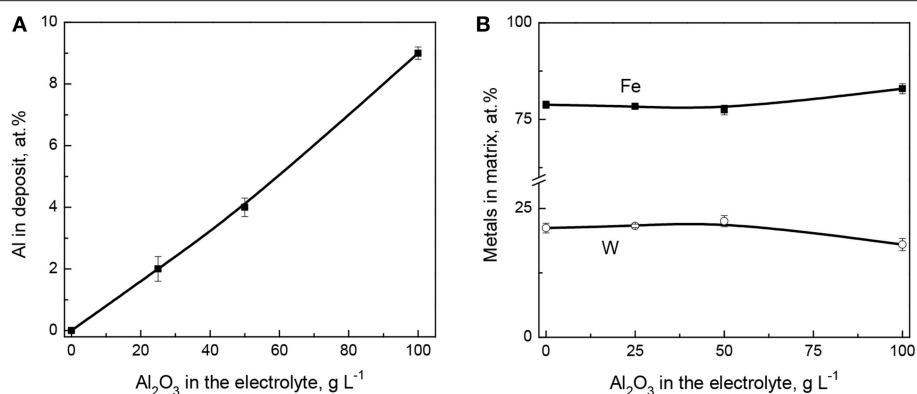 A
10
8
6
4
2
0
Al in deposit, at.%
0 20 40 60 80 100
Al₂O₃ in the electrolyte, g L⁻¹
B
100
75
25
0
Metals in matrix, at.%
Fe
W
0 25 50 75 100
Al₂O₃ in the electrolyte, g L⁻¹